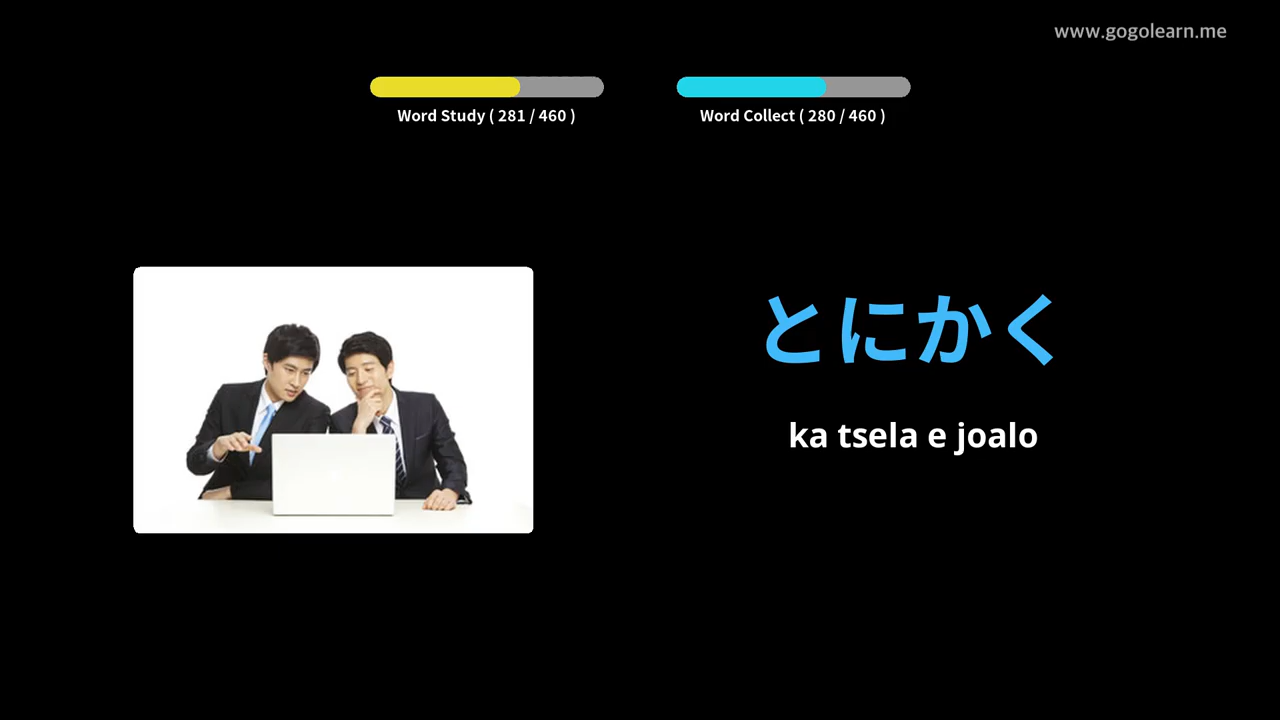 www.gogolearn.me
Word Study ( 281 / 460 )
Word Collect ( 280 / 460 )
とにかく
ka tsela e joalo